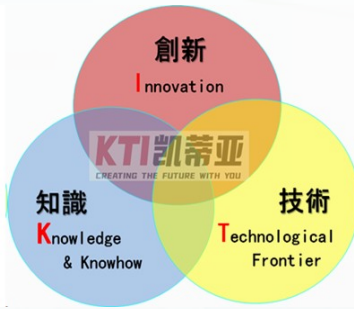 創新
Innovation
KTI凯蒂亚
CREATING THE FUTURE WITH YOU
知識
Knowledge
& Knowhow
技術
Technological
Frontier